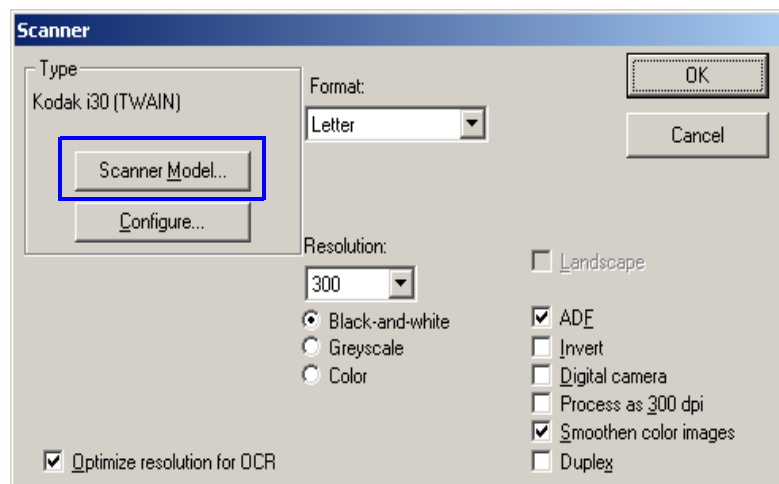 Scanner
Type
Kodak i30 (TWAIN)
Scanner Model...
Configure...
Format:
Letter
OK
Cancel
Resolution:
300
Black-and-white
Greyscale
Color
Landscape
ADF
Invert
Digital camera
Process as 300 dpi
Smoothen color images
Duplex
Optimize resolution for OCR